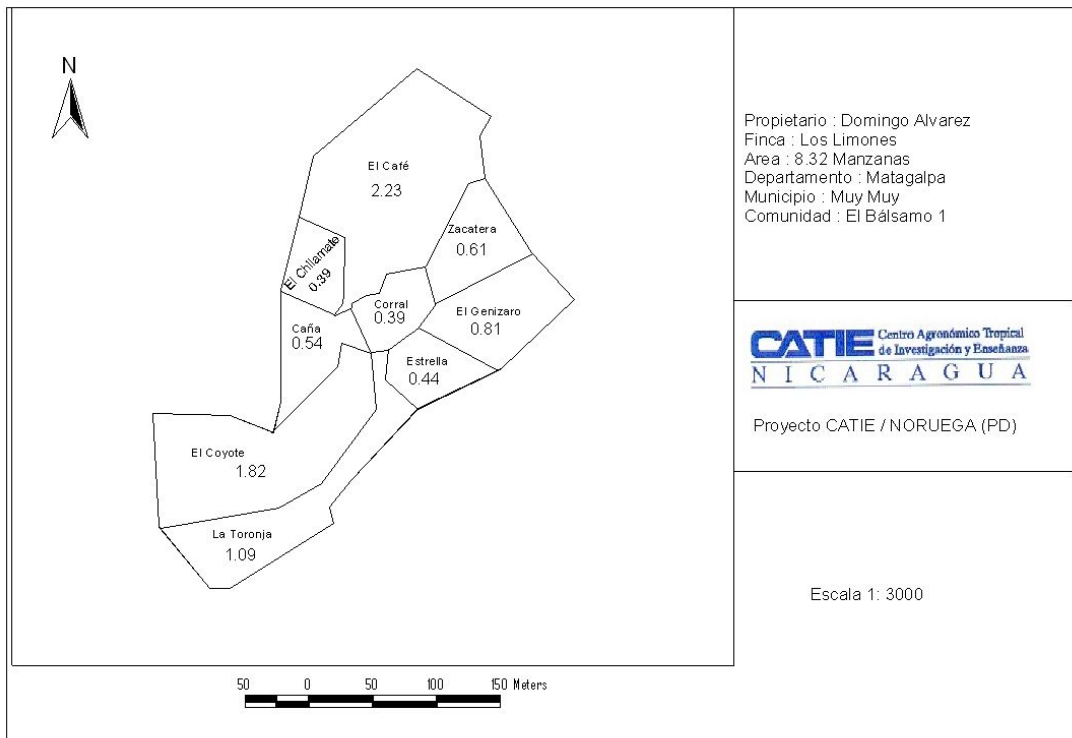 N
El Café
2.23
Zacatera
0.61
El Chilamate
0.39
Corral
0.39
El Genizaro
0.81
Caña
0.54
Estrella
0.44
El Coyote
1.82
La Toronja
1.09
50 0 50 100 150 Meters
Propietario : Domingo Alvarez
Finca : Los Limones
Area : 8.32 Manzanas
Departamento : Matagalpa
Municipio : Muy Muy
Comunidad : El Bálsamo 1
CATIE Centro Agronómico Tropical
de Investigación y Enseñanza
NICARAGUA
Proyecto CATIE / NORUEGA (PD)
Escala 1: 3000